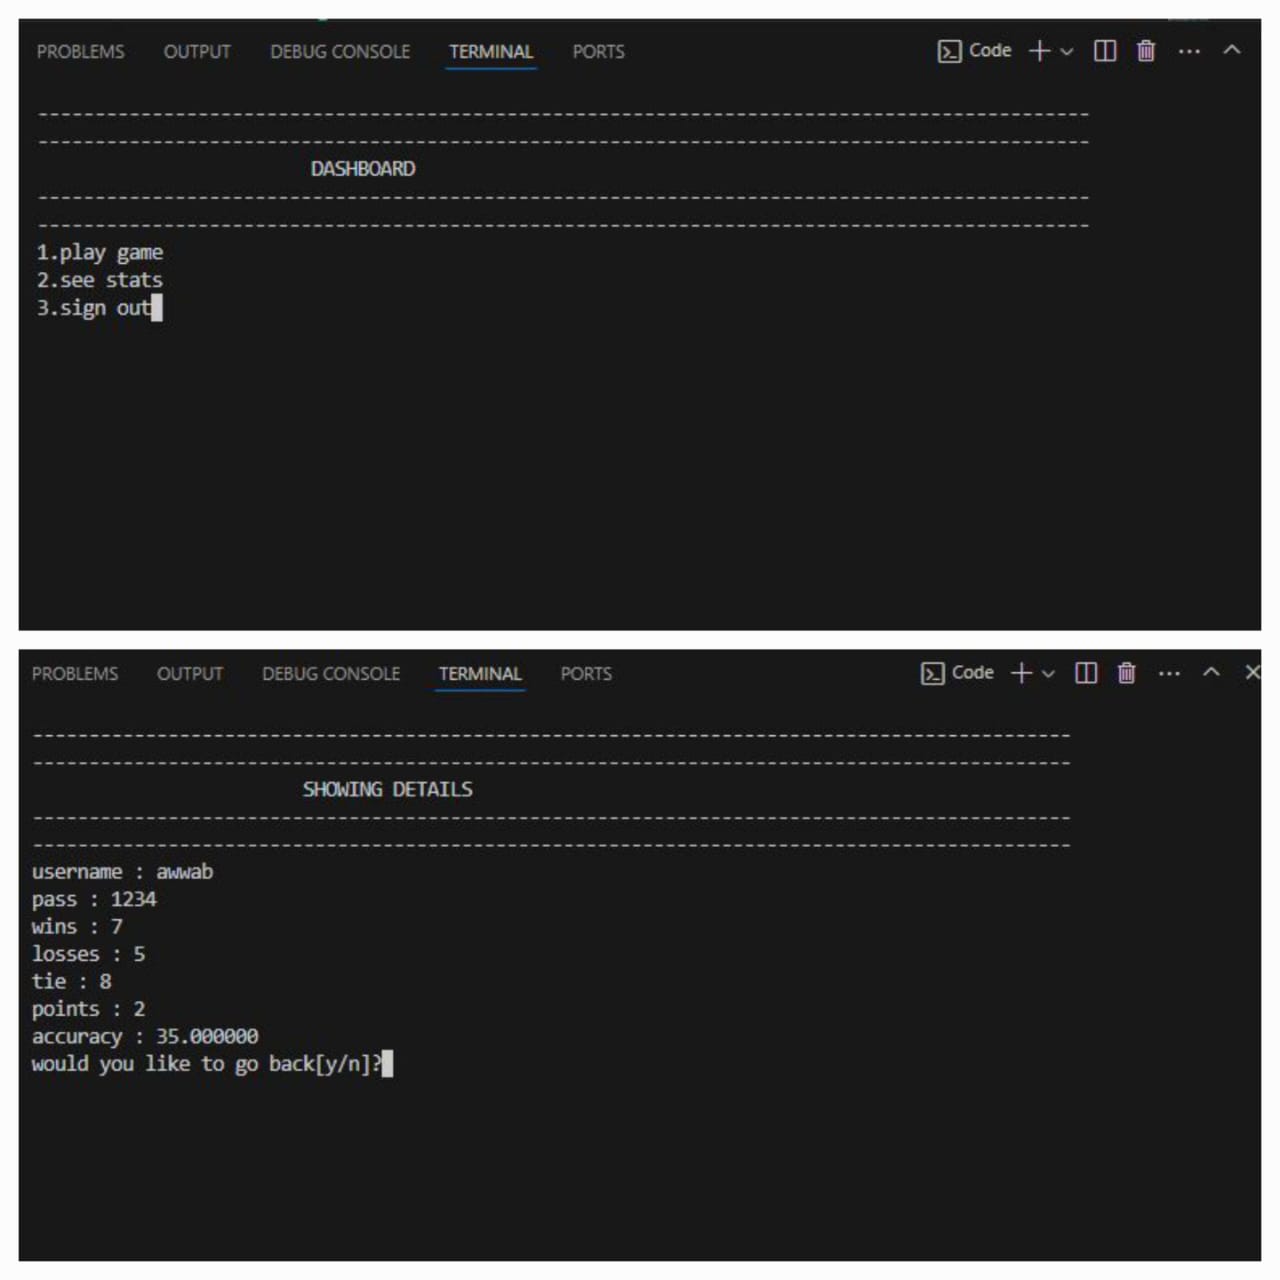 PROBLEMS OUTPUT DEBUG CONSOLE TERMINAL PORTS Code
------------------------------------------------------------------------------------------------
------------------------------------------------------------------------------------------------
DASHBOARD
------------------------------------------------------------------------------------------------
------------------------------------------------------------------------------------------------
1.play game
2.see stats
3.sign out
PROBLEMS OUTPUT DEBUG CONSOLE TERMINAL PORTS Code
------------------------------------------------------------------------------------------------
------------------------------------------------------------------------------------------------
SHOWING DETAILS
------------------------------------------------------------------------------------------------
------------------------------------------------------------------------------------------------
username : awwab
pass : 1234
wins : 7
losses : 5
tie : 8
points : 2
accuracy : 35.000000
would you like to go back[y/n]?